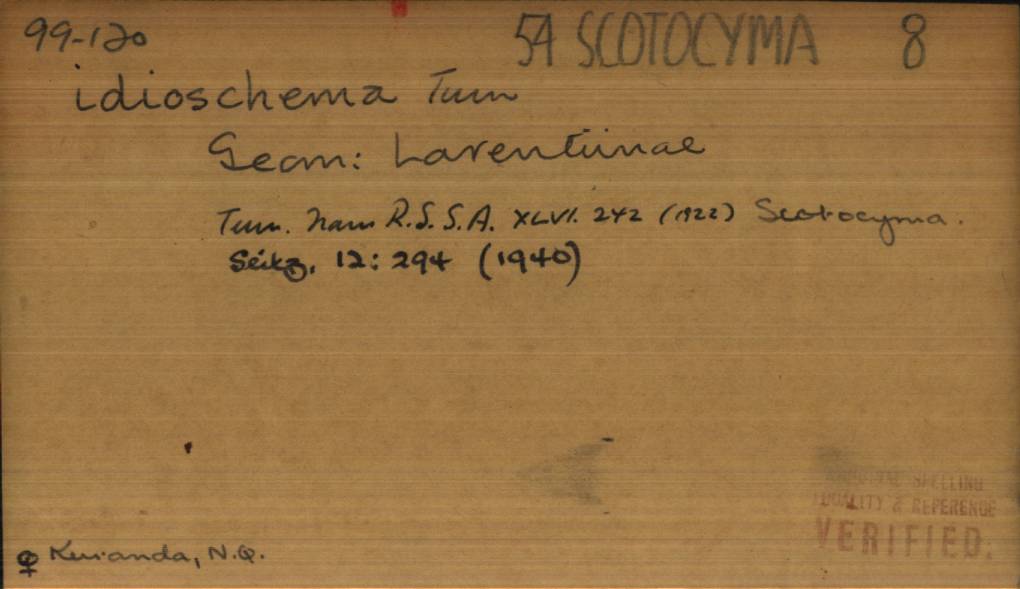 99-120 54 SCOTOCYMA 8
idioschema Turn
Geom: Larentiinae
Turn. Trans R.S.S.A. XLVI. 242 (1922) Scotocyma.
Seitz, 12: 294 (1940)
SPELLING
LOCALITY & REFERENCE
VERIFIED.
♀ Kuranda, N.Q.